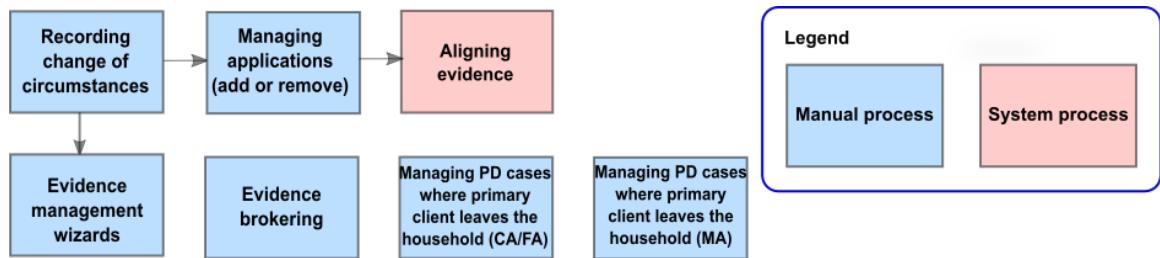 Recording
change of
circumstances
Managing
applications
(add or remove)
Aligning
evidence
Evidence
management
wizards
Evidence
brokering
Managing PD cases
where primary
client leaves the
household (CA/FA)
Managing PD cases
where primary
client leaves the
household (MA)
Legend
Manual process
System process